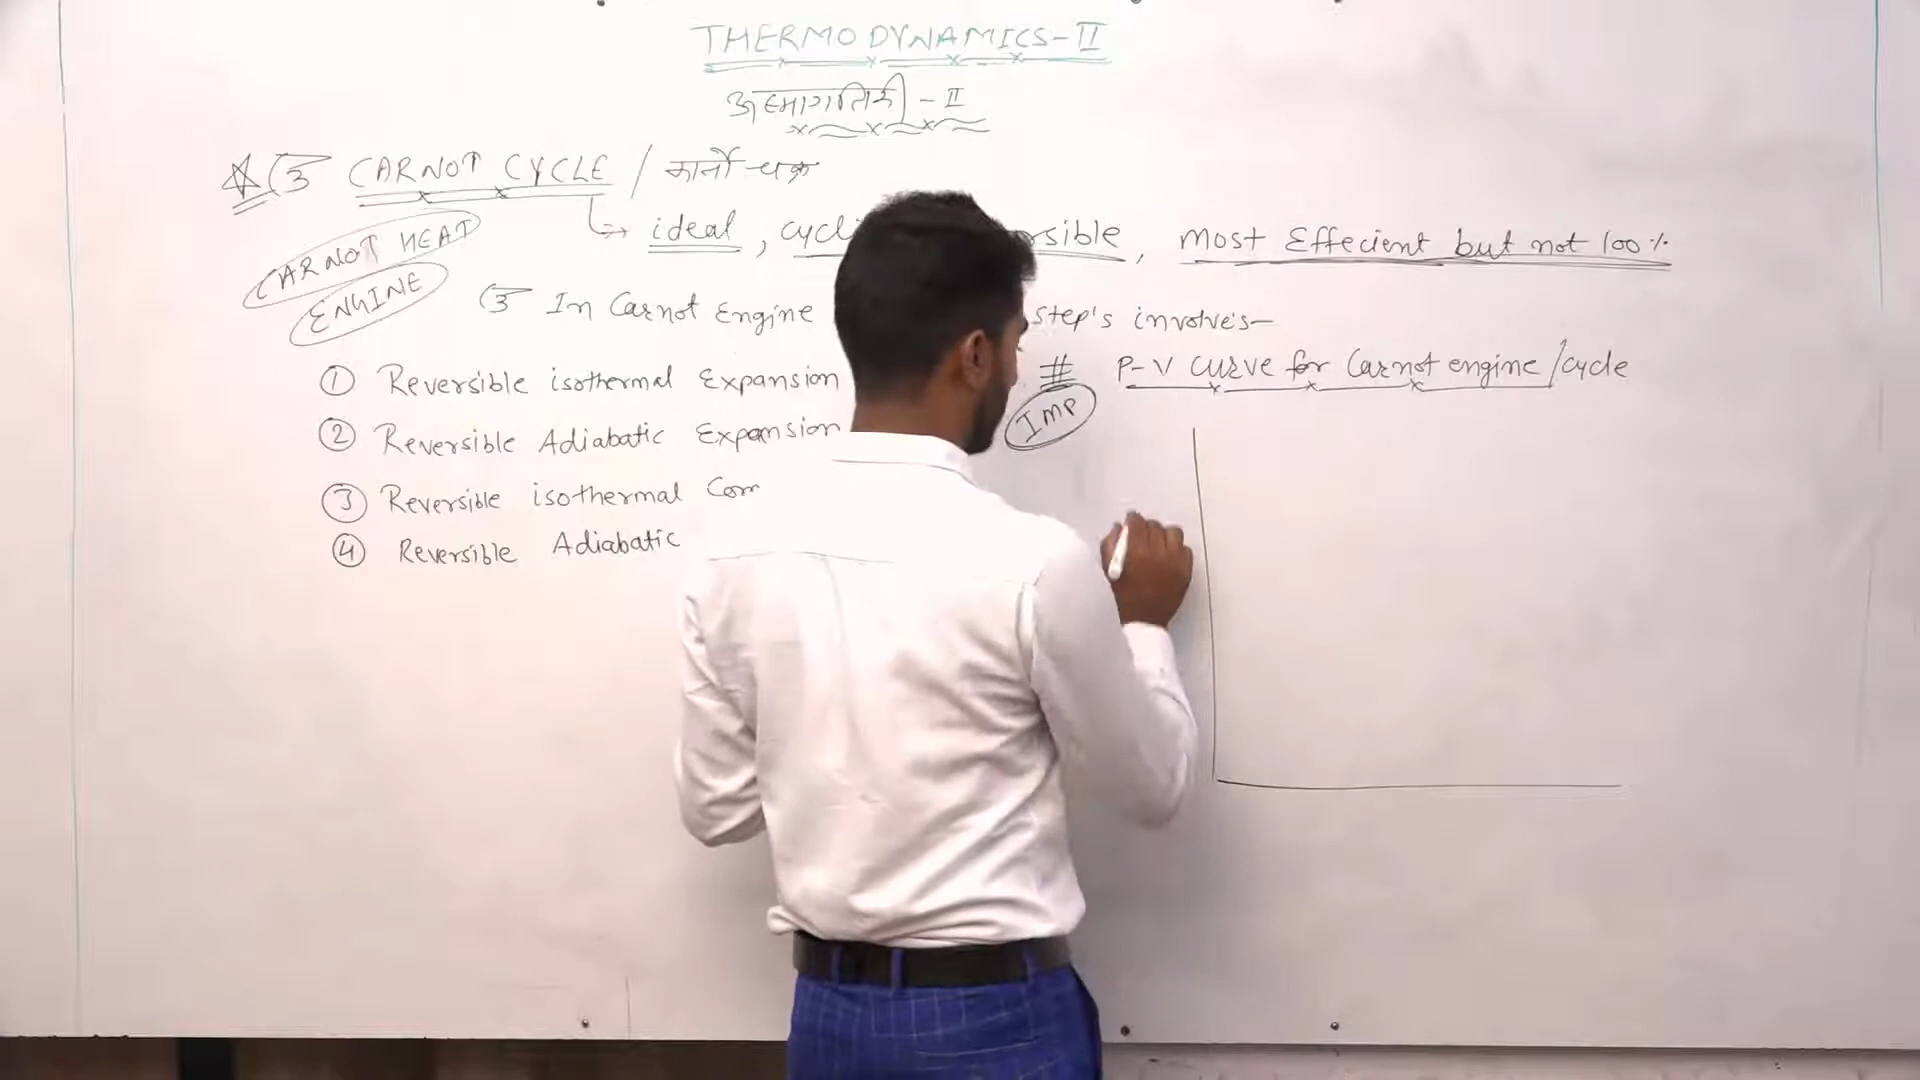 THERMODYNAMICS-II
ऊष्मागतिकी - II
CARNOT CYCLE / कार्नो चक्र
ideal, cycli rsible, Most Effecient but not 100%
CARNOT HEAT
ENGINE
In Carnot Engine step's involve's-
① Reversible isothermal Expansion
② Reversible Adiabatic Expansion
③ Reversible isothermal Com
④ Reversible Adiabatic
# P-V curve for Carnot engine/cycle
Imp